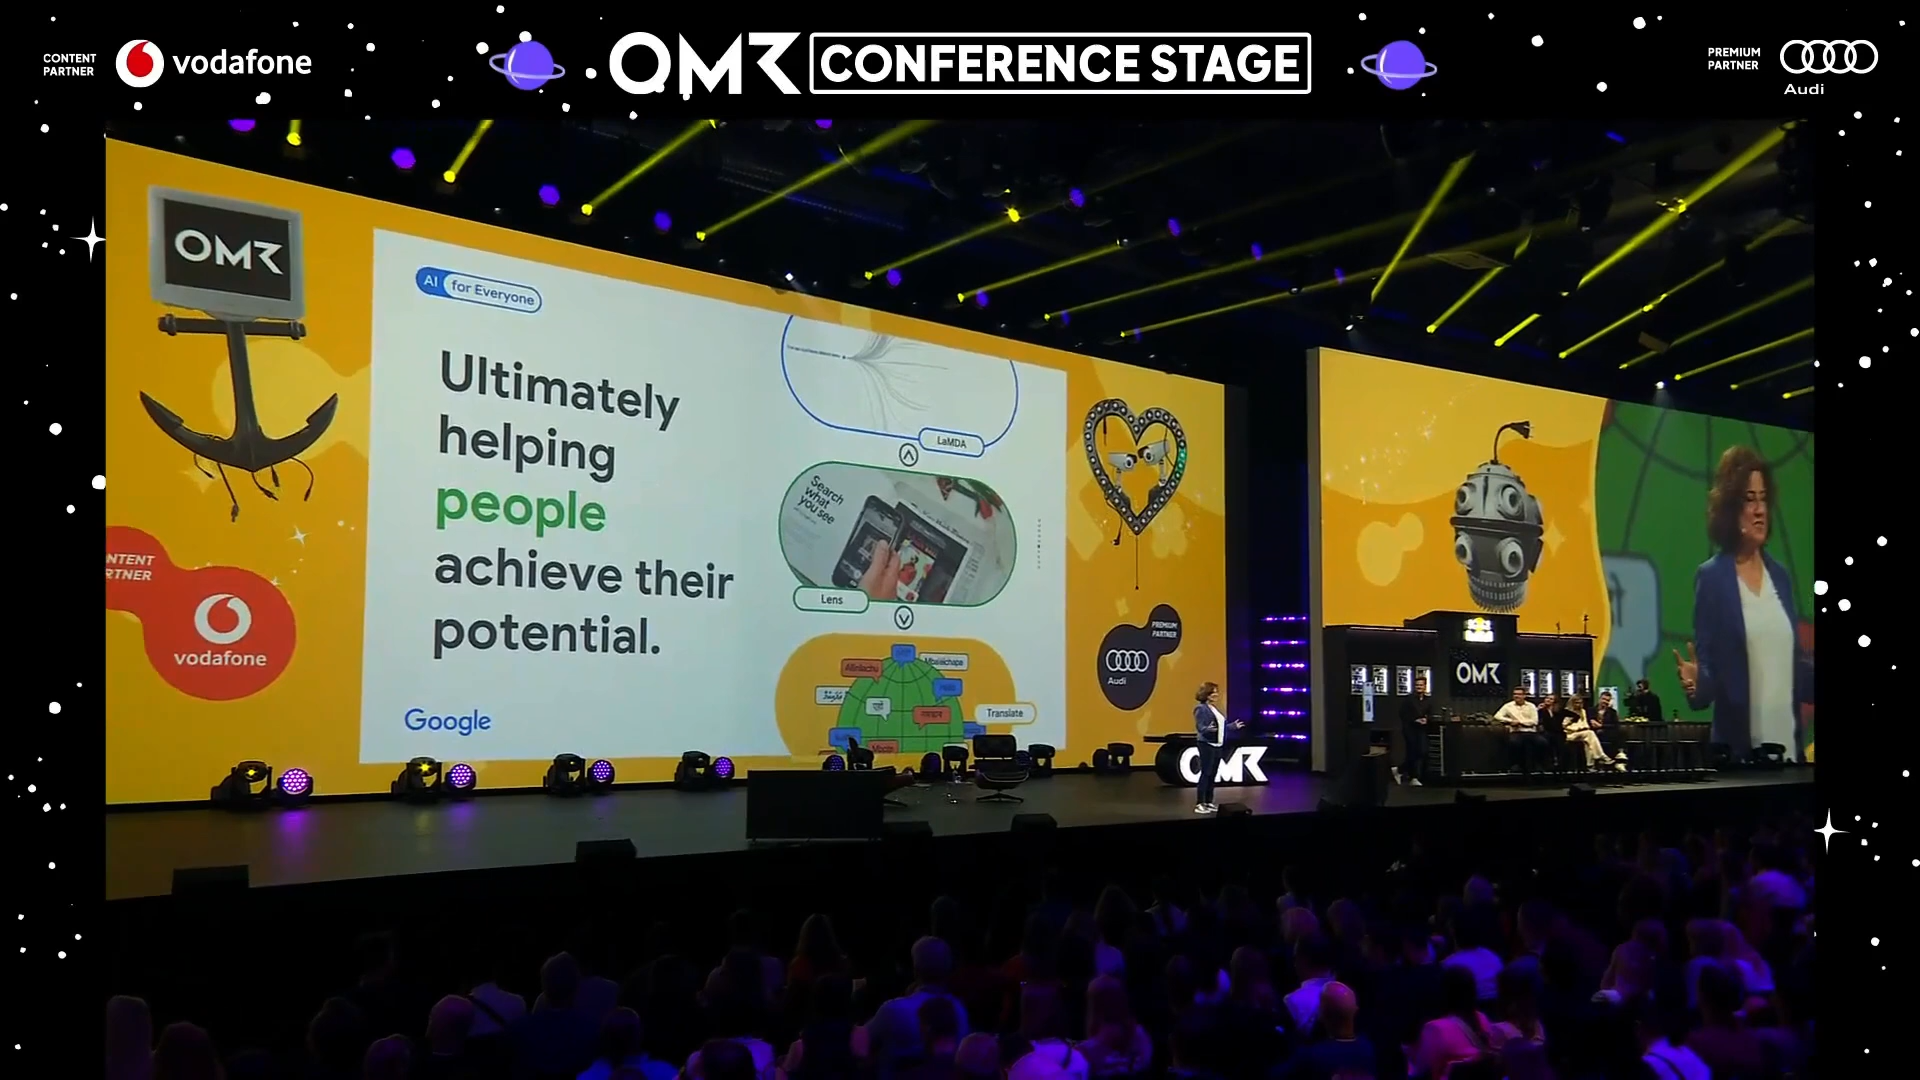 CONTENT
PARTNER
vodafone
OMR CONFERENCE STAGE
PREMIUM
PARTNER
Audi
OMR
AI for Everyone
Ultimately
helping
people
achieve their
potential.
Google
LaMDA
Search
what
you see
Lens
Translate
NTENT
RTNER
vodafone
PREMIUM
PARTNER
Audi
OMR
OMR